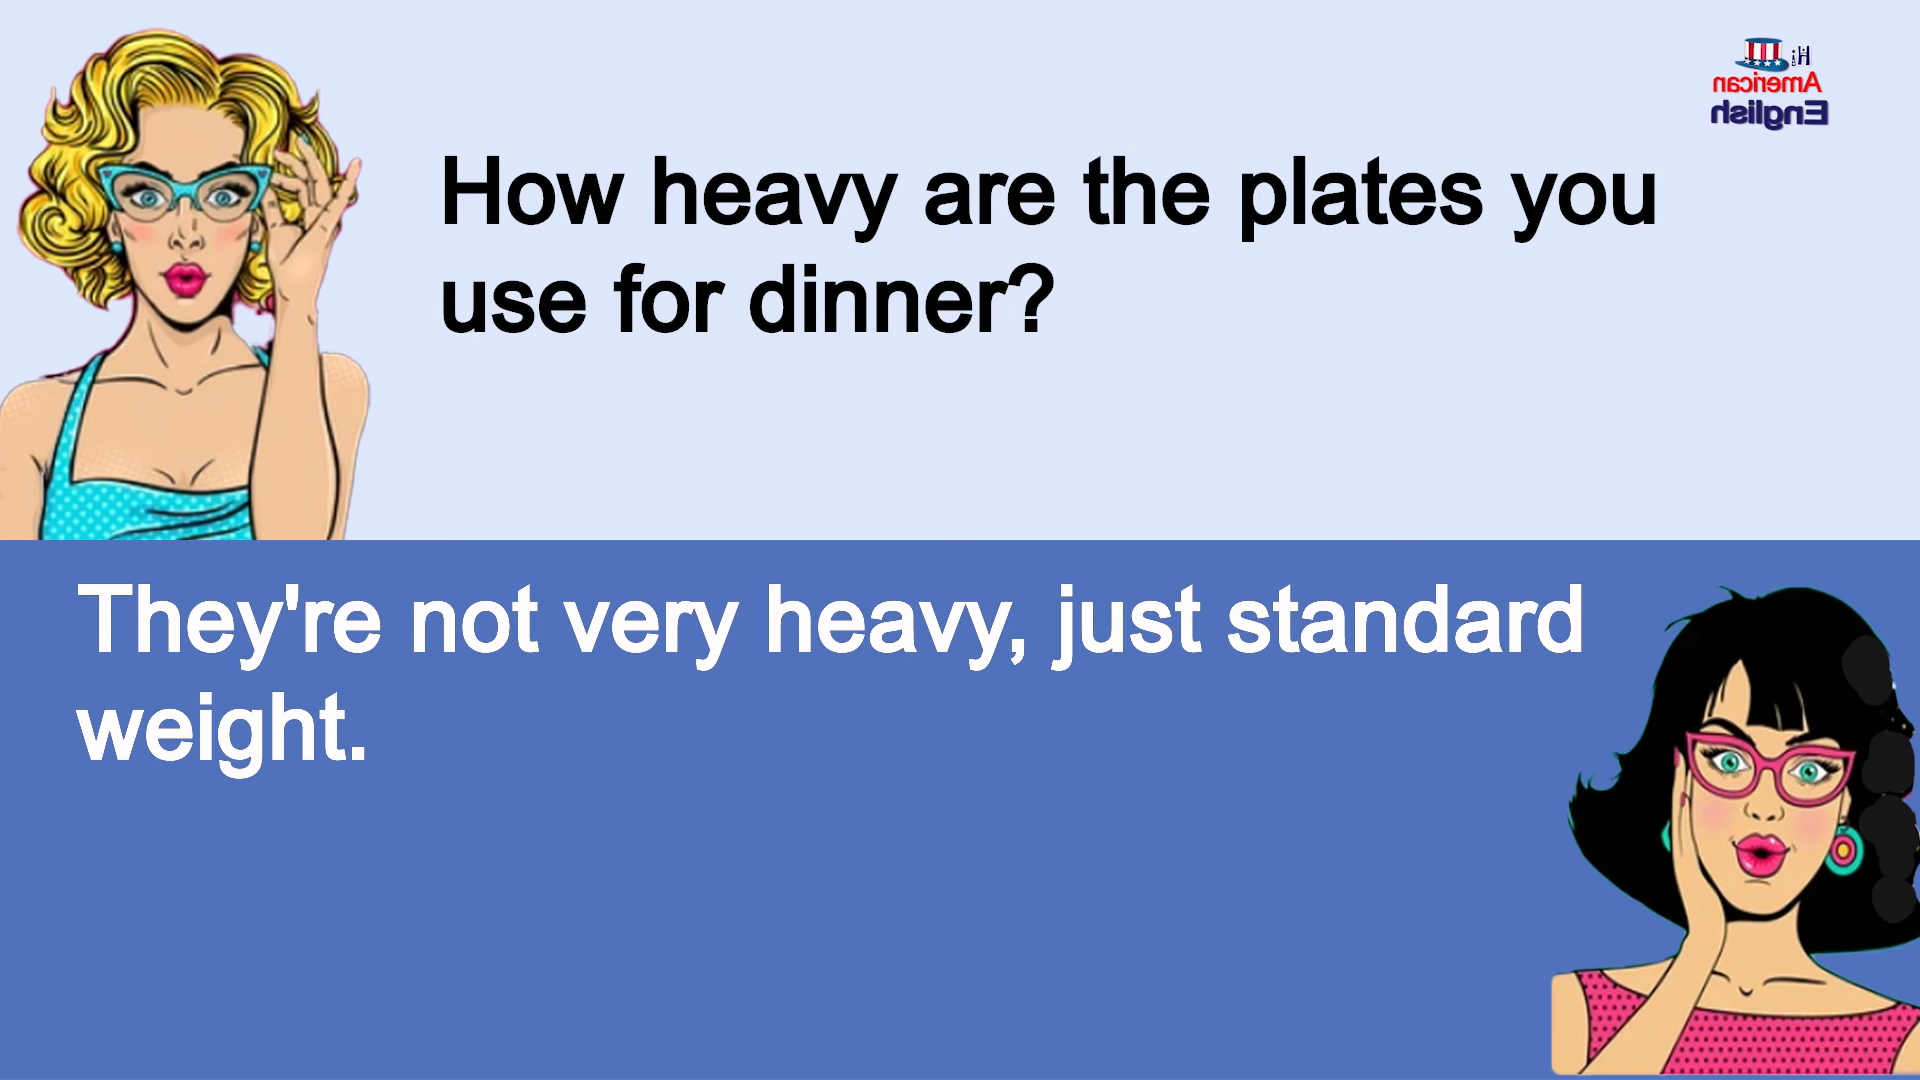 Hi
American
English
How heavy are the plates you
use for dinner?
They're not very heavy, just standard
weight.